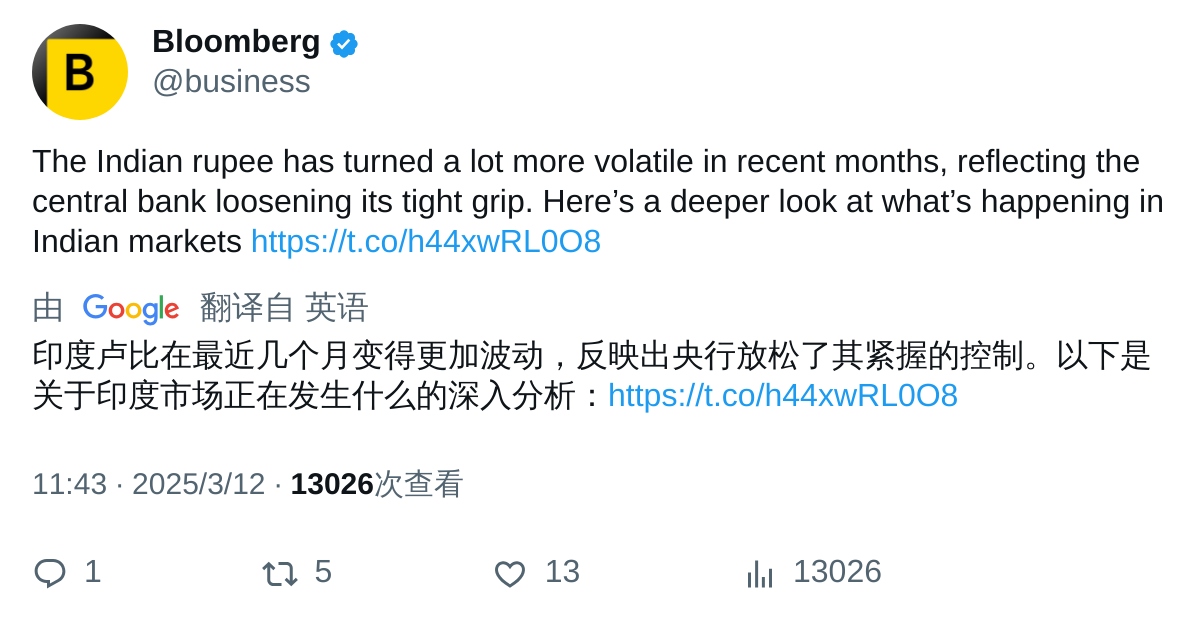 B
Bloomberg
@business
The Indian rupee has turned a lot more volatile in recent months, reflecting the
central bank loosening its tight grip. Here’s a deeper look at what’s happening in
Indian markets https://t.co/h44xwRL0O8
由 Google 翻译自 英语
印度卢比在最近几个月变得更加波动，反映出央行放松了其紧握的控制。以下是
关于印度市场正在发生什么的深入分析：https://t.co/h44xwRL0O8
11:43 · 2025/3/12 · 13026次查看
1 5 13 13026